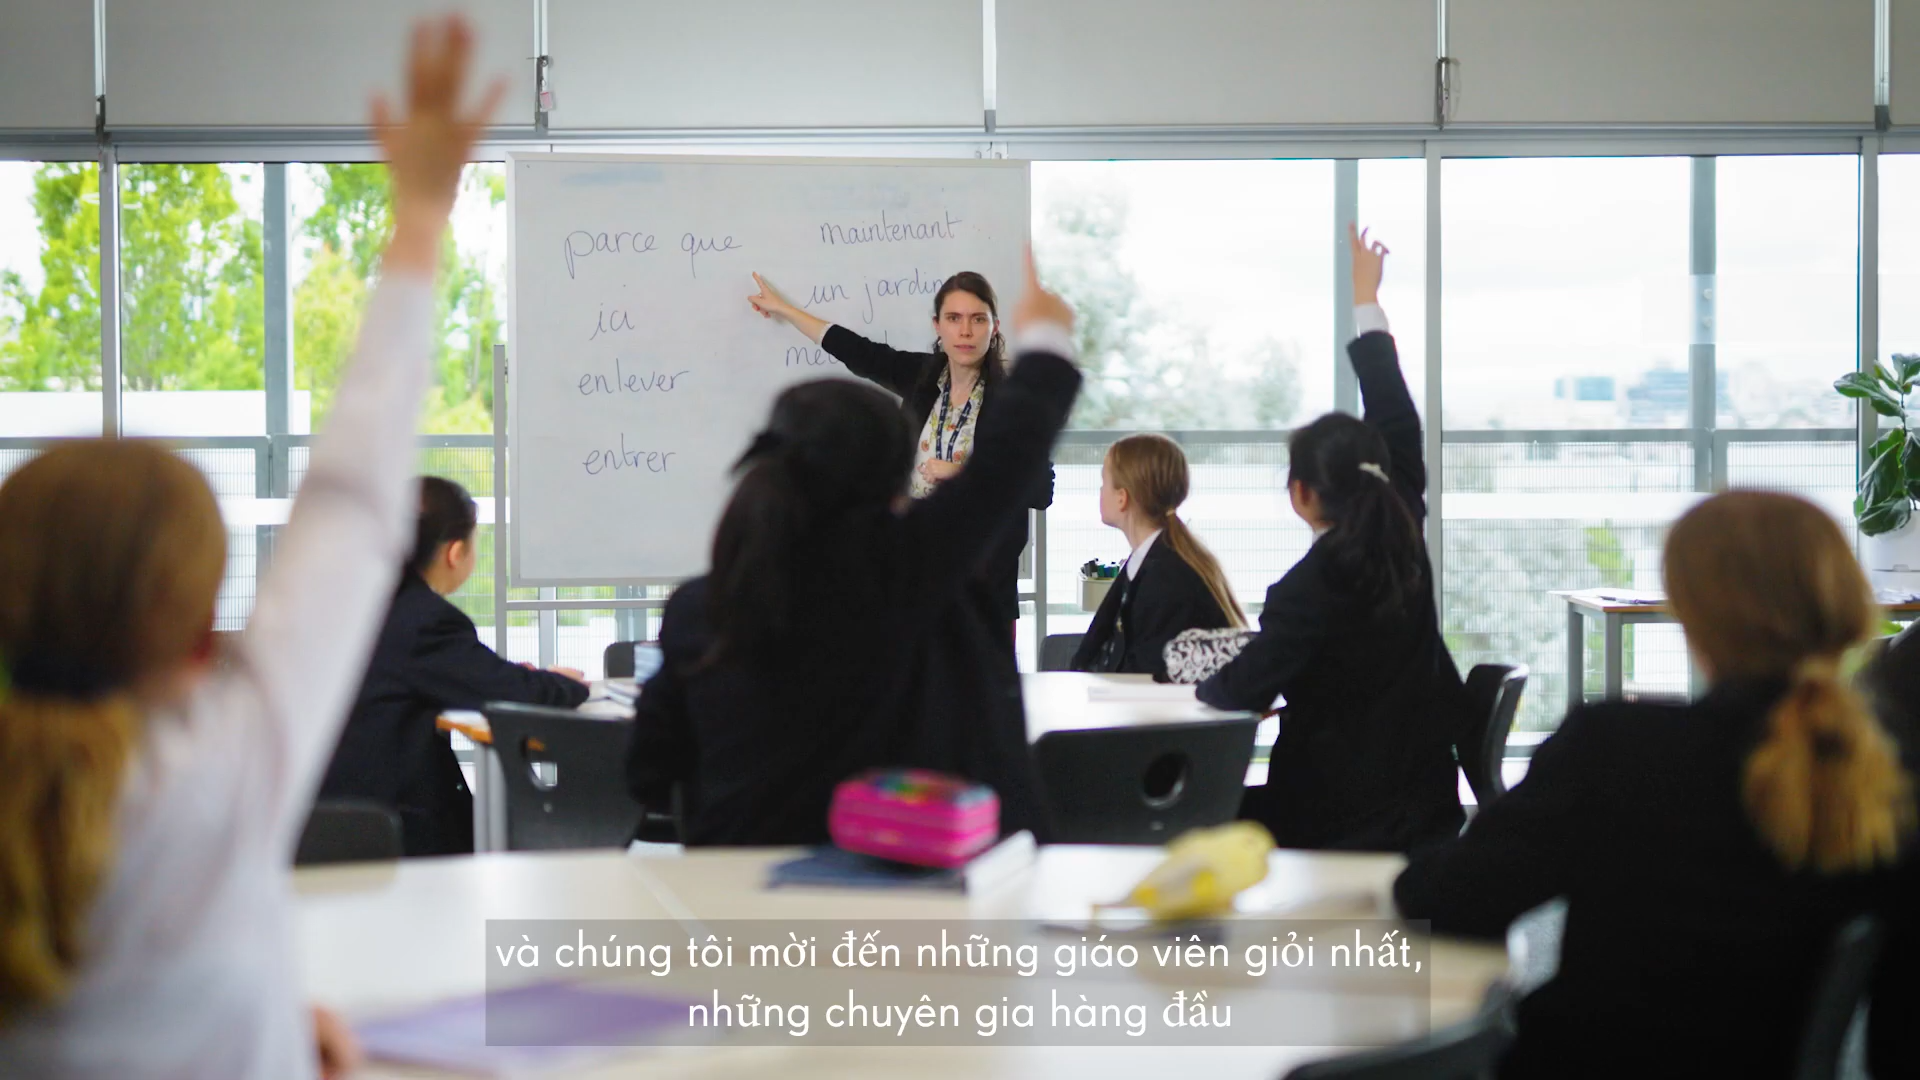 parce que
ici
enlever
entrer
maintenant
un jardin
và chúng tôi mời đến những giáo viên giỏi nhất,
những chuyên gia hàng đầu